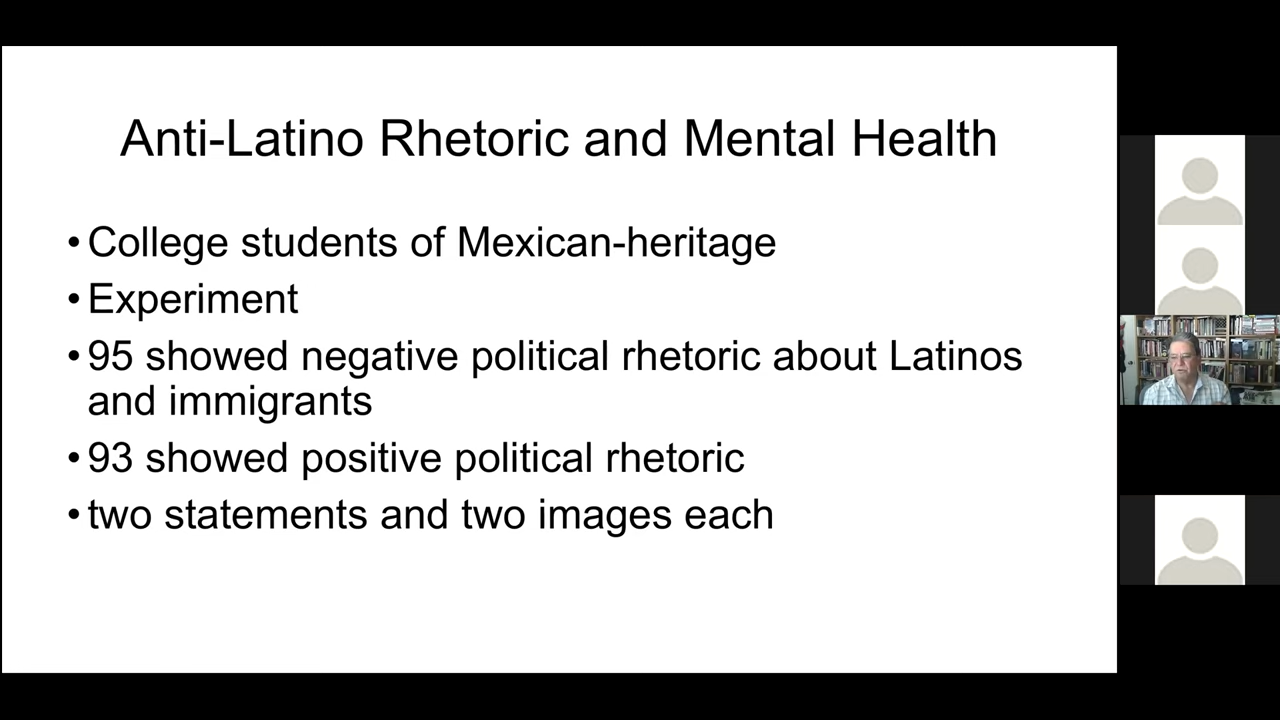 Anti-Latino Rhetoric and Mental Health
• College students of Mexican-heritage
• Experiment
• 95 showed negative political rhetoric about Latinos
and immigrants
• 93 showed positive political rhetoric
• two statements and two images each